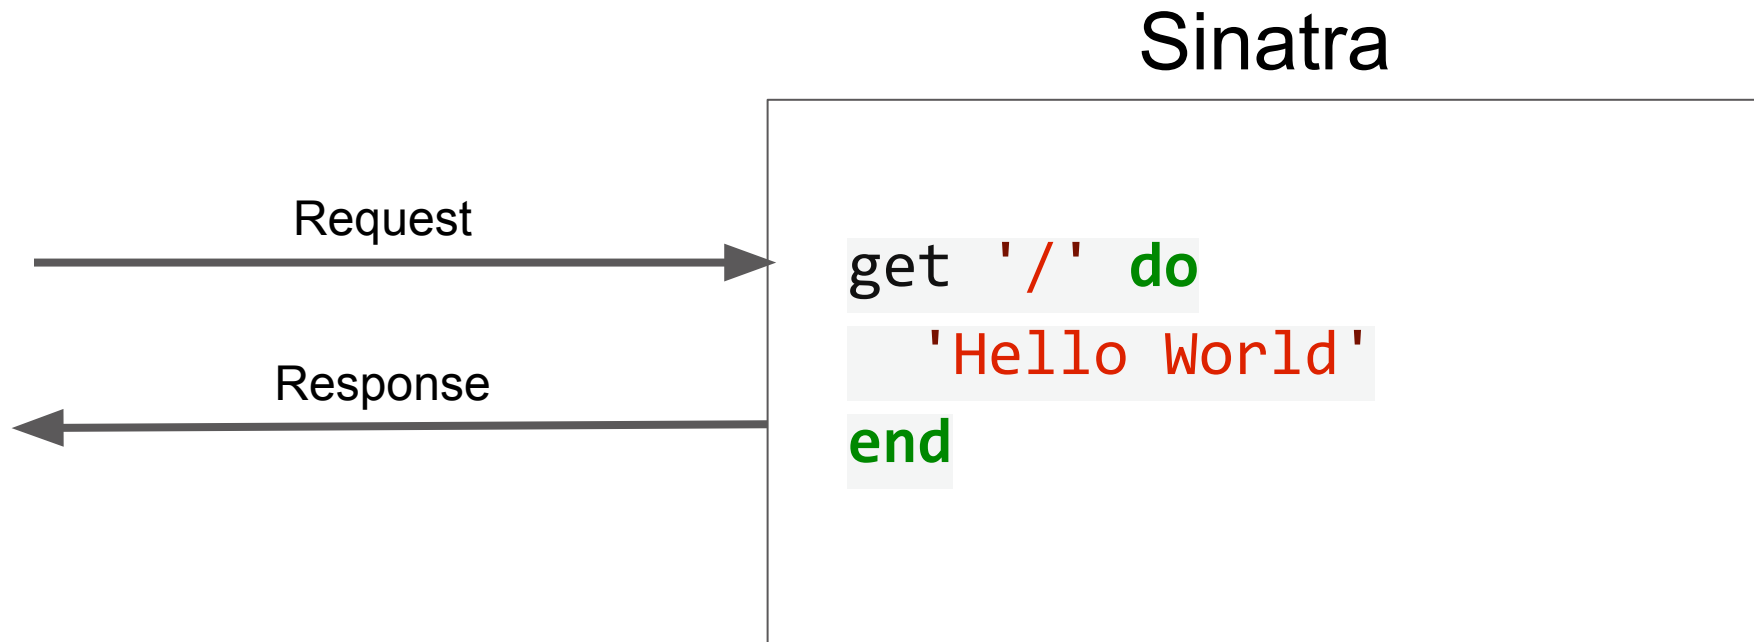 Sinatra
Request
get '/' do
  'Hello World'
Response
end